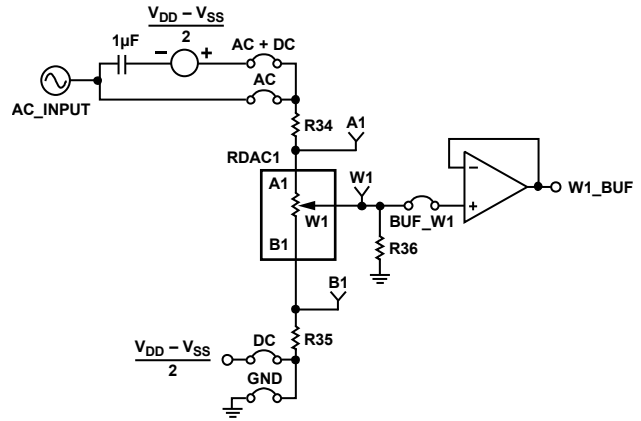 V_DD – V_SS
2
1µF
–
+
AC + DC
AC
AC_INPUT
R34
A1
RDAC1
A1
W1
B1
W1
BUF_W1
R36
–
+
W1_BUF
B1
R35
V_DD – V_SS
2
DC
GND